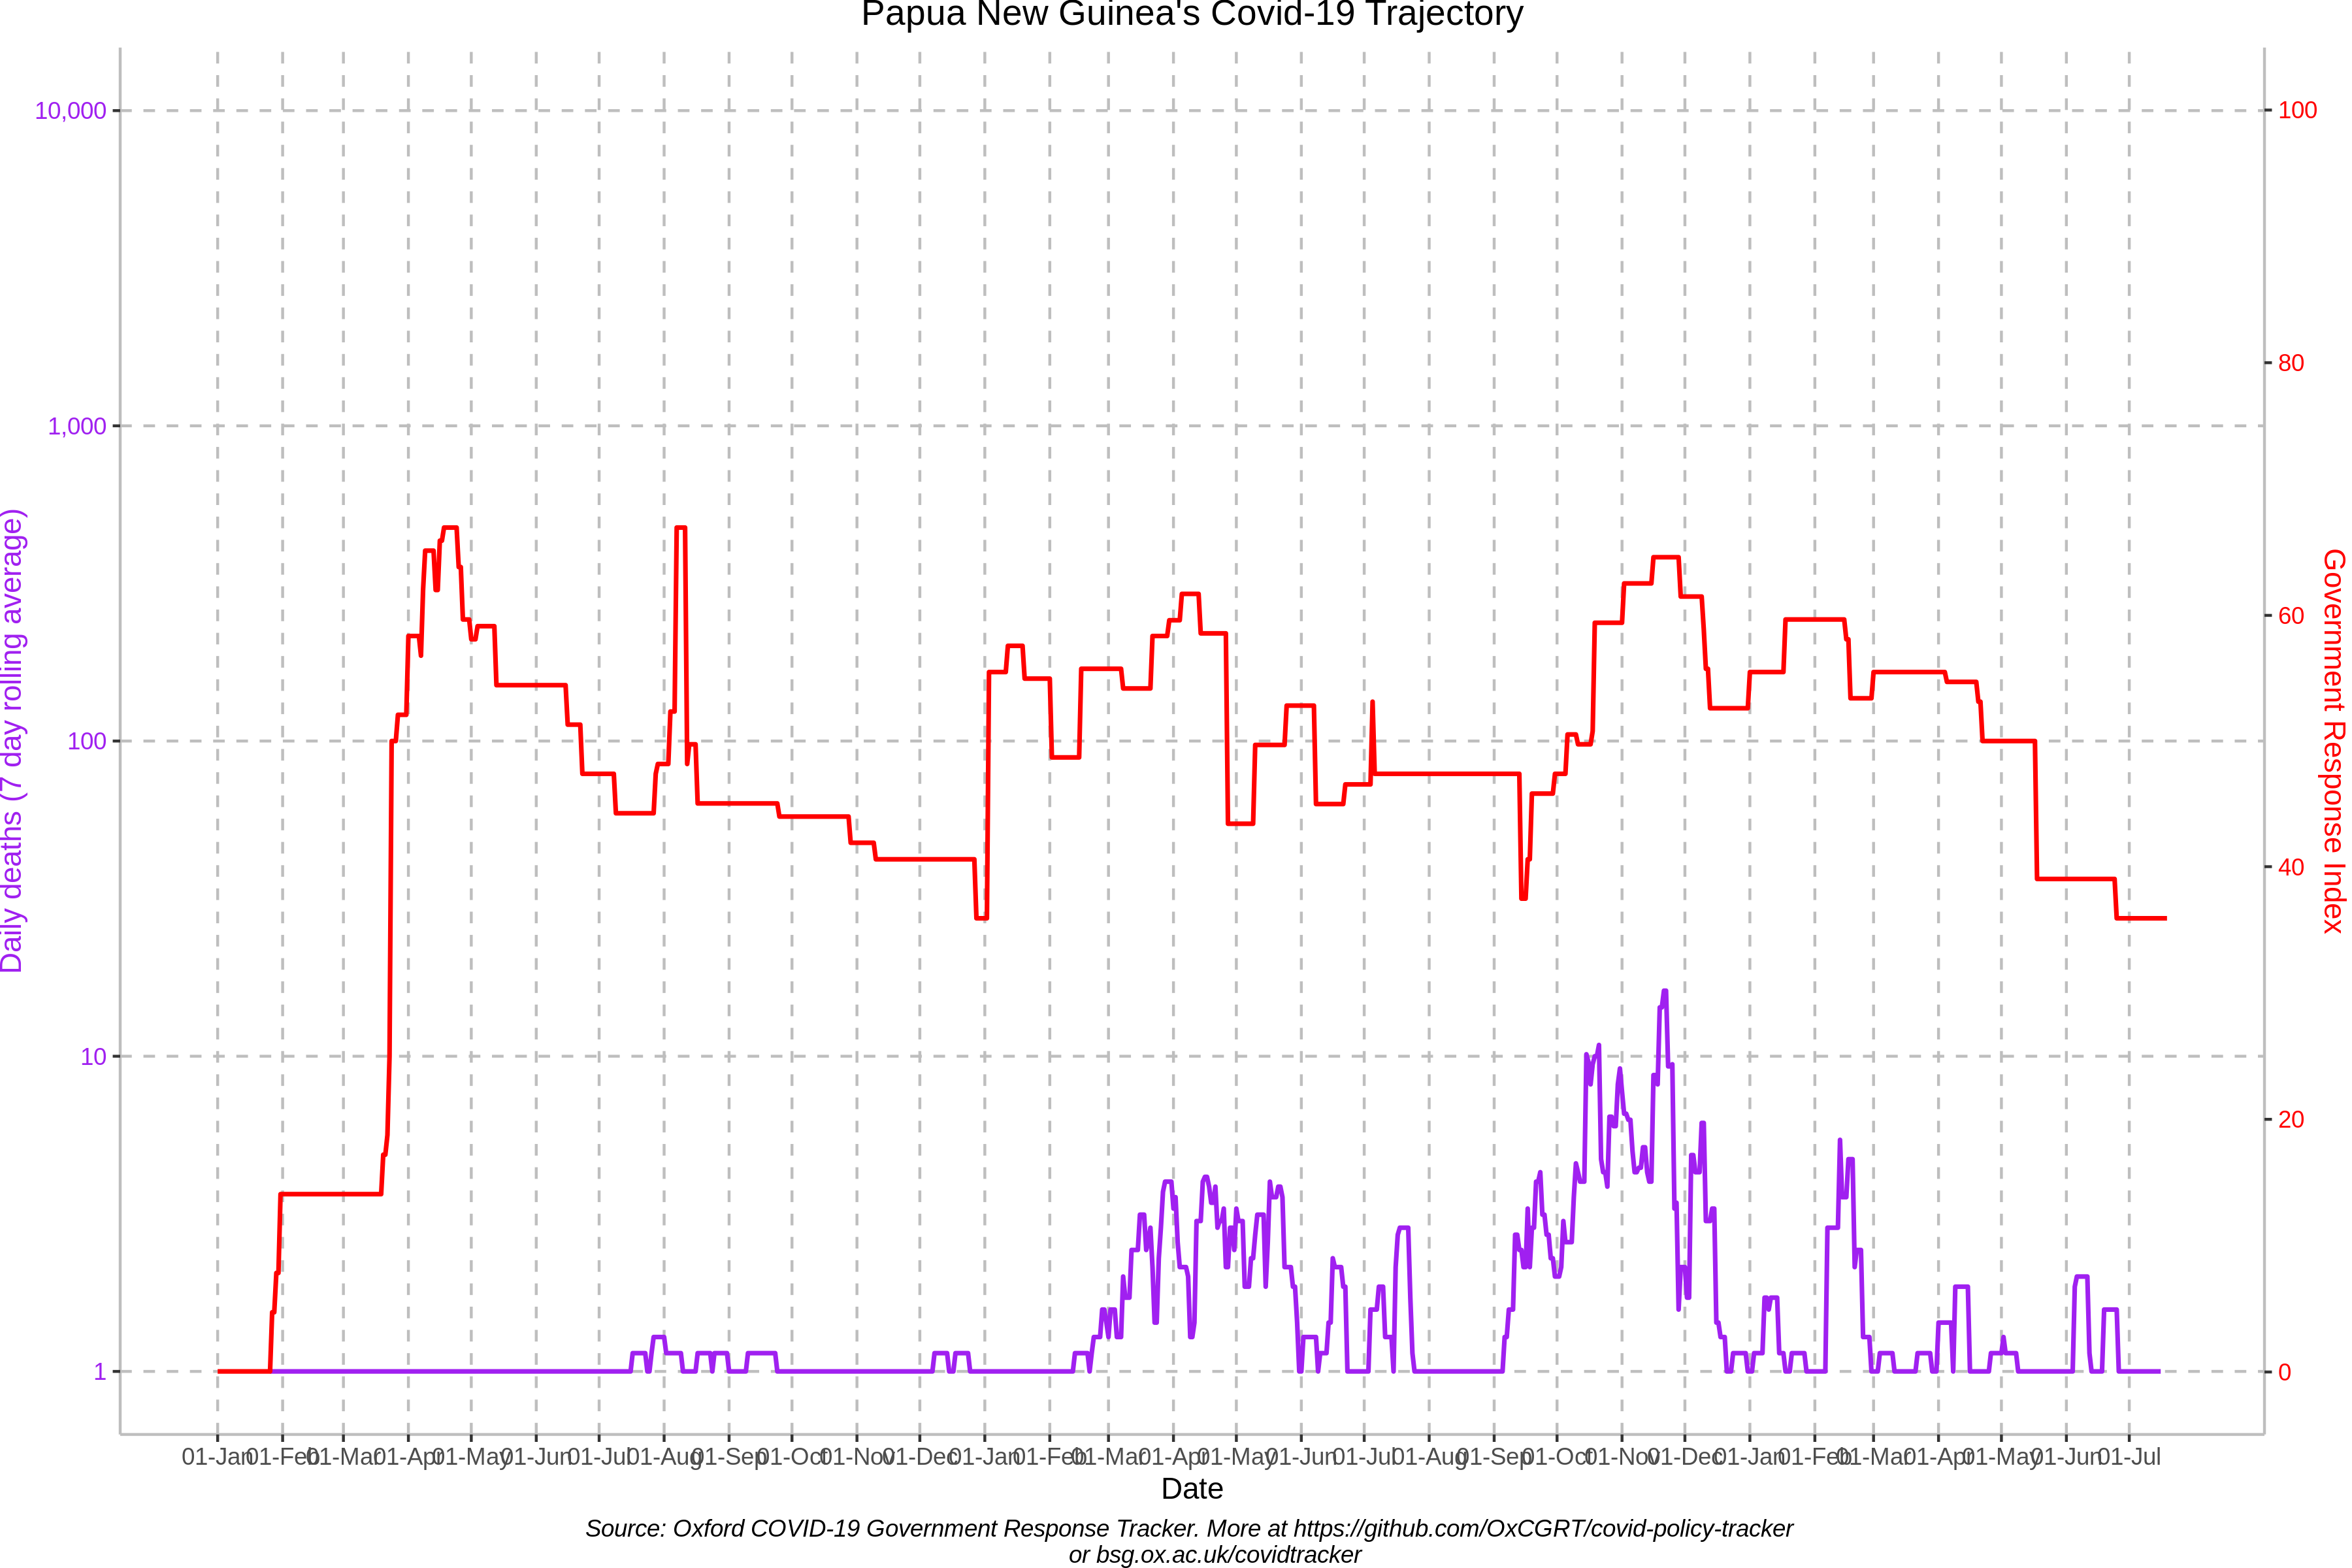 Papua New Guinea's Covid-19 Trajectory
10,000
1,000
100
10
1
Daily deaths (7 day rolling average)
100
80
60
40
20
0
Government Response Index
01-Jan 01-Feb 01-Mar 01-Apr 01-May 01-Jun 01-Jul 01-Aug 01-Sep 01-Oct 01-Nov 01-Dec 01-Jan 01-Feb 01-Mar 01-Apr 01-May 01-Jun 01-Jul 01-Aug 01-Sep 01-Oct 01-Nov 01-Dec 01-Jan 01-Feb 01-Mar 01-Apr 01-May 01-Jun 01-Jul
Date
Source: Oxford COVID-19 Government Response Tracker. More at https://github.com/OxCGRT/covid-policy-tracker
or bsg.ox.ac.uk/covidtracker